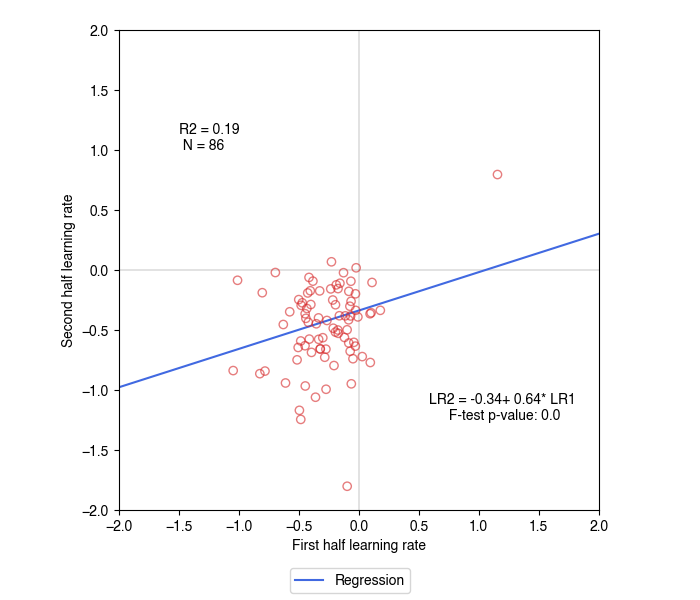 2.0
1.5
R2 = 0.19
N = 86
1.0
0.5
0.0
Second half learning rate
−0.5
−1.0
LR2 = -0.34+ 0.64* LR1
F-test p-value: 0.0
−1.5
−2.0
−2.0 −1.5 −1.0 −0.5 0.0 0.5 1.0 1.5 2.0
First half learning rate
Regression